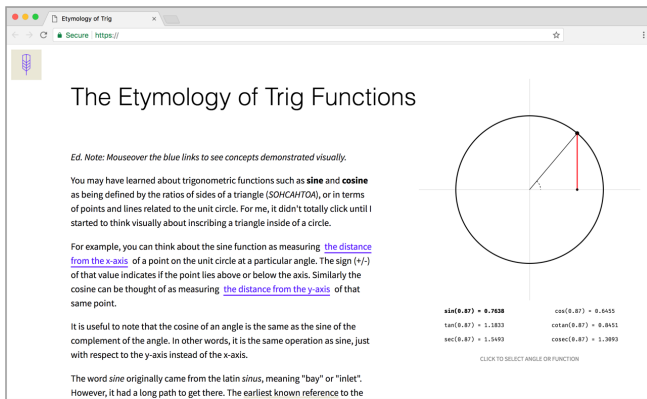 Etymology of Trig
Secure
https://
The Etymology of Trig Functions
Ed. Note: Mouseover the blue links to see concepts demonstrated visually.
You may have learned about trigonometric functions such as sine and cosine
as being defined by the ratios of sides of a triangle (SOHCAHTOA), or in terms
of points and lines related to the unit circle. For me, it didn't totally click until I
started to think visually about inscribing a triangle inside of a circle.
For example, you can think about the sine function as measuring the distance
from the x-axis of a point on the unit circle at a particular angle. The sign (+/-)
of that value indicates if the point lies above or below the axis. Similarly the
cosine can be thought of as measuring the distance from the y-axis of that
same point.
It is useful to note that the cosine of an angle is the same as the sine of the
complement of the angle. In other words, it is the same operation as sine, just
with respect to the y-axis instead of the x-axis.
The word sine originally came from the latin sinus, meaning "bay" or "inlet".
However, it had a long path to get there. The earliest known reference to the
sin(0.87) = 0.7638
cos(0.87) = 0.6455
tan(0.87) = 1.1833
cotan(0.87) = 0.8451
sec(0.87) = 1.5493
cosec(0.87) = 1.3093
CLICK TO SELECT ANGLE OR FUNCTION